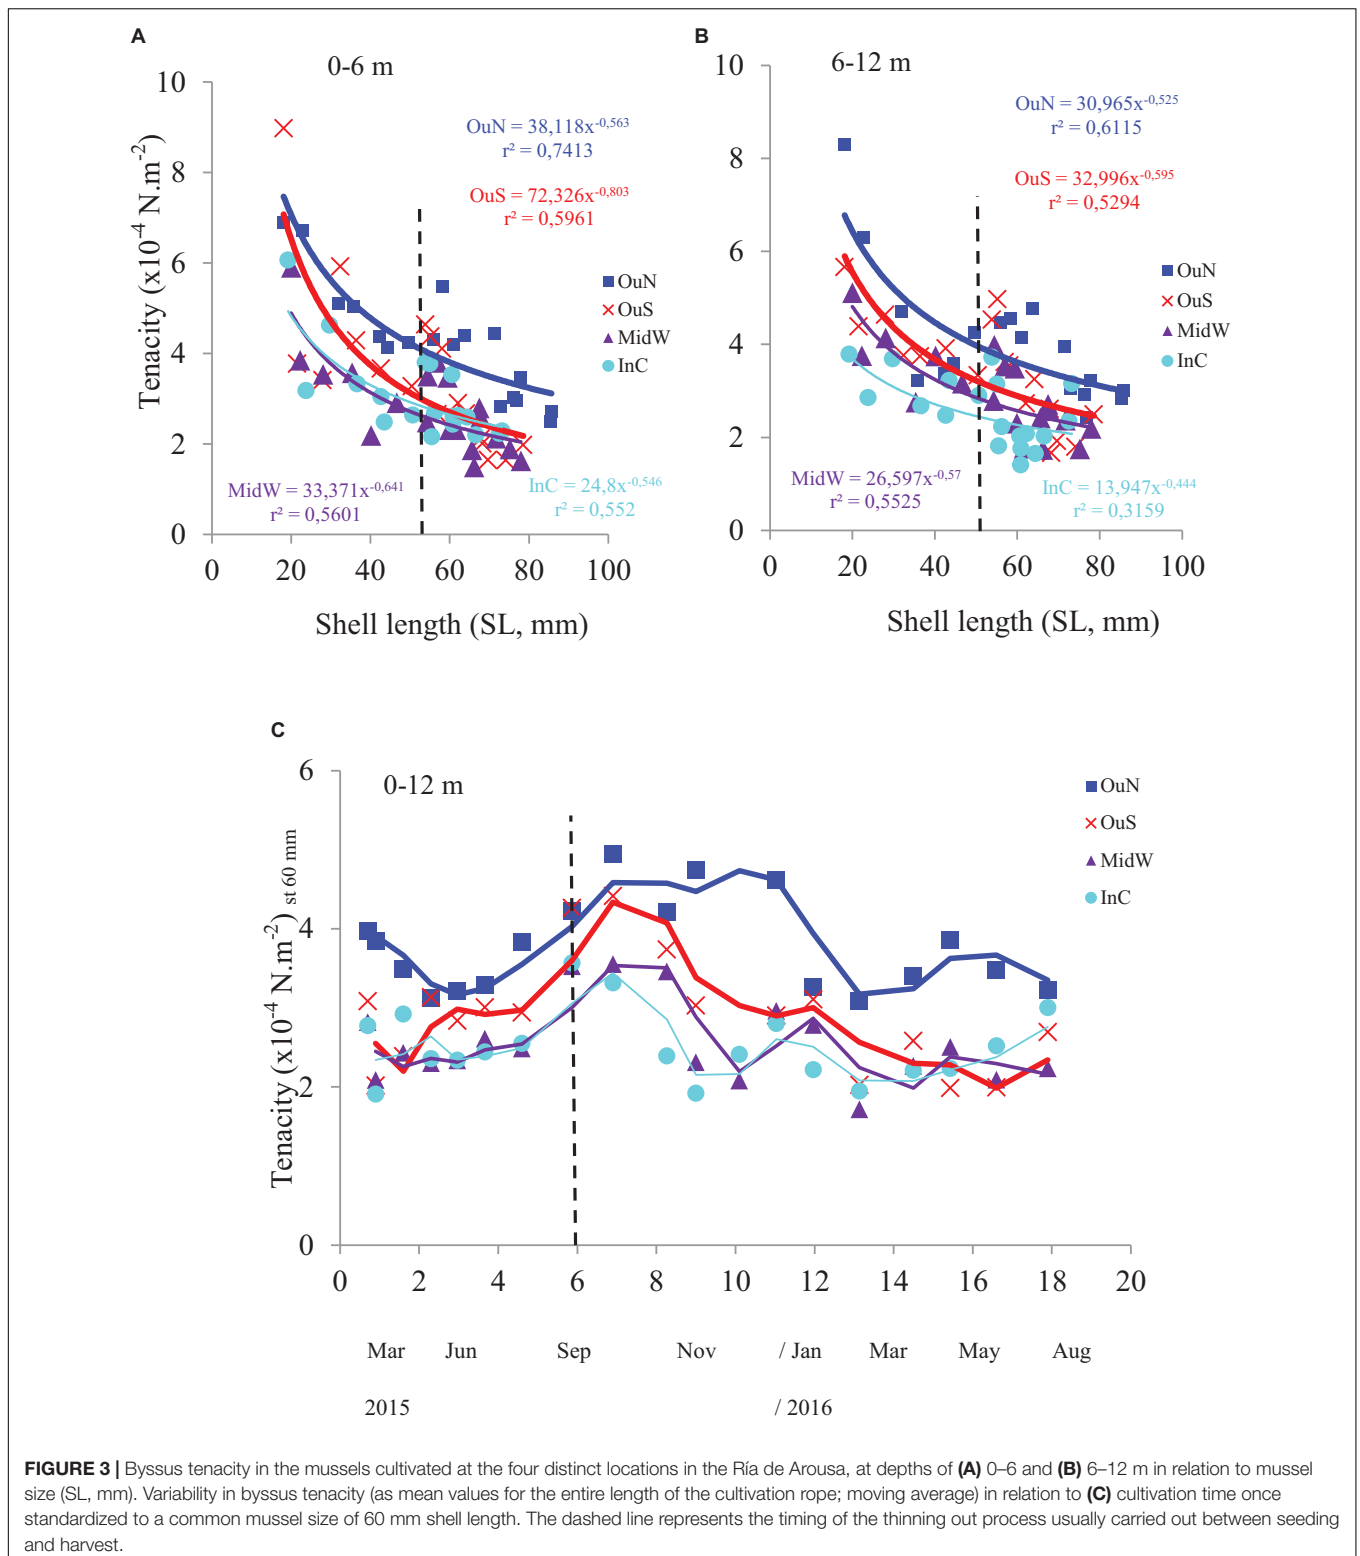 A
0-6 m
10
8
6
4
2
0
Tenacity (x10-4 N.m-2)
OuN = 38,118x-0,563
r² = 0,7413
OuS = 72,326x-0,803
r² = 0,5961
OuN
OuS
MidW
InC
MidW = 33,371x-0,641
r² = 0,5601
InC = 24,8x-0,546
r² = 0,552
0 20 40 60 80 100
Shell length (SL, mm)
B
6-12 m
10
8
6
4
2
0
OuN = 30,965x-0,525
r² = 0,6115
OuS = 32,996x-0,595
r² = 0,5294
OuN
OuS
MidW
InC
MidW = 26,597x-0,57
r² = 0,5525
InC = 13,947x-0,444
r² = 0,3159
0 20 40 60 80 100
Shell length (SL, mm)
C
0-12 m
6
4
2
0
Tenacity (x10-4 N.m-2) st 60 mm
OuN
OuS
MidW
InC
0 2 4 6 8 10 12 14 16 18 20
Mar Jun Sep Nov / Jan Mar May Aug
2015 / 2016
FIGURE 3 | Byssus tenacity in the mussels cultivated at the four distinct locations in the Ría de Arousa, at depths of (A) 0–6 and (B) 6–12 m in relation to mussel
size (SL, mm). Variability in byssus tenacity (as mean values for the entire length of the cultivation rope; moving average) in relation to (C) cultivation time once
standardized to a common mussel size of 60 mm shell length. The dashed line represents the timing of the thinning out process usually carried out between seeding
and harvest.